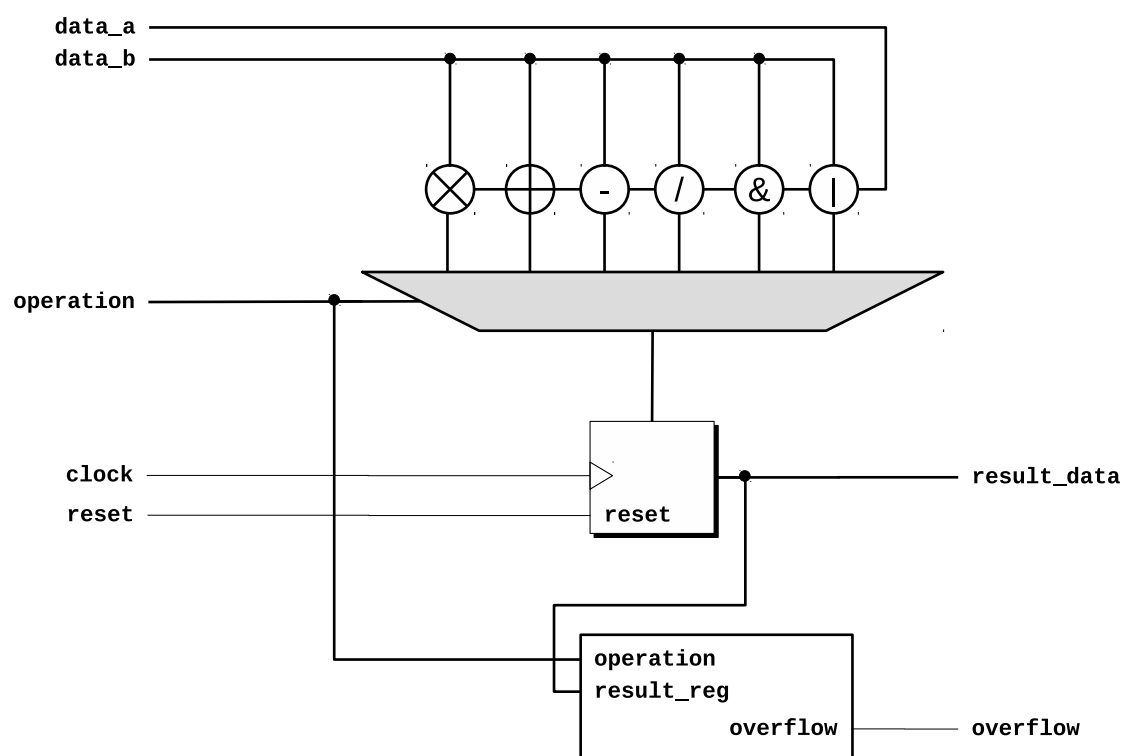 data_a
data_b
- / & |
operation
clock
result_data
reset
reset
operation
result_reg
overflow
overflow